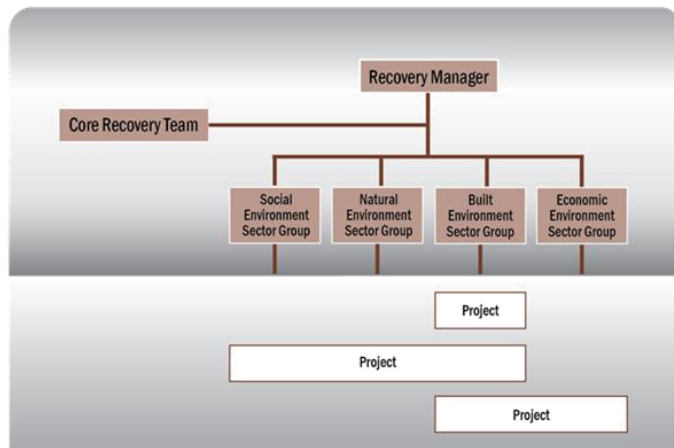 Recovery Manager
Core Recovery Team
Social
Environment
Sector Group
Natural
Environment
Sector Group
Built
Environment
Sector Group
Economic
Environment
Sector Group
Project
Project
Project